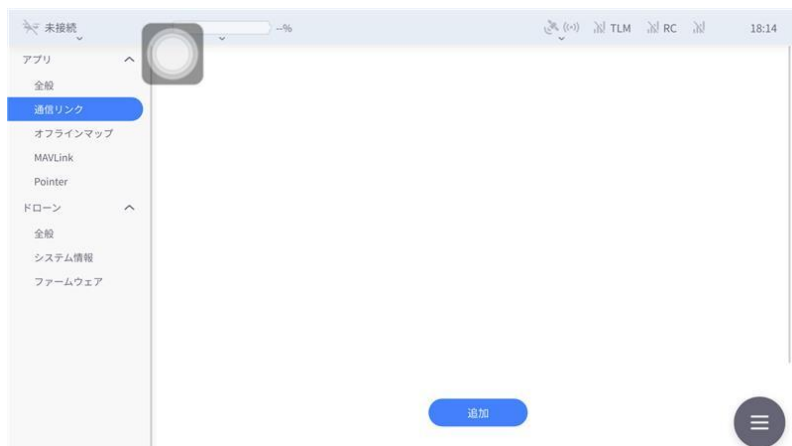 未接続
--%
TLM
RC
18:14
アプリ
全般
通信リンク
オフラインマップ
MAVLink
Pointer
ドローン
全般
システム情報
ファームウェア
追加